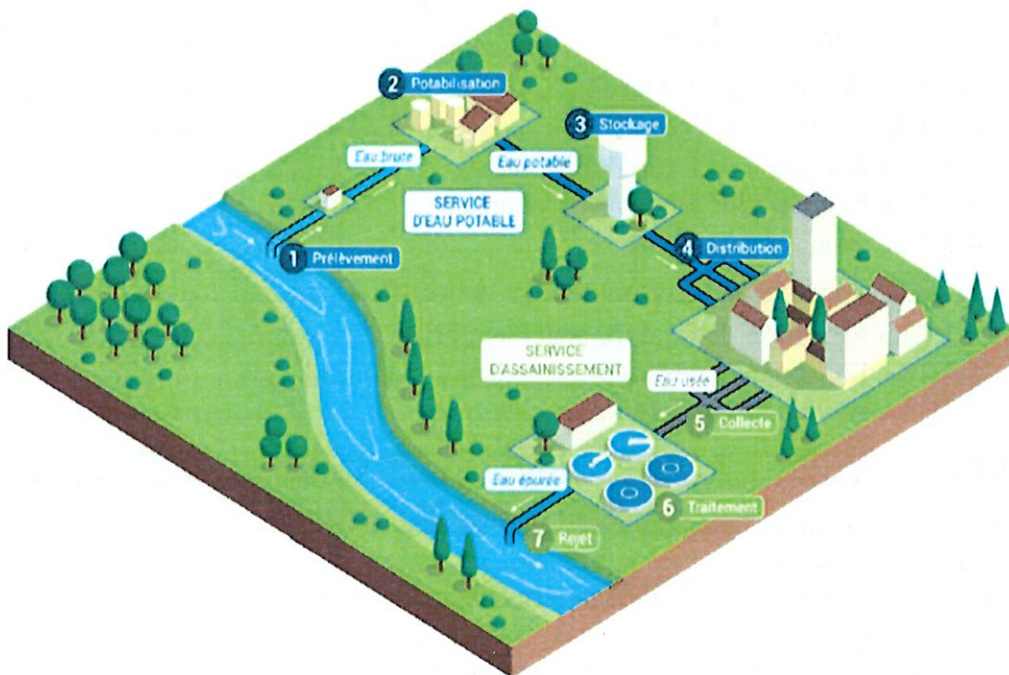 2 Potabilisation
3 Stockage
Eau brute
Eau potable
SERVICE
D'EAU POTABLE
1 Prélèvement
4 Distribution
SERVICE
D'ASSAINISSEMENT
Eau usée
5 Collecte
Eau épurée
6 Traitement
7 Rejet